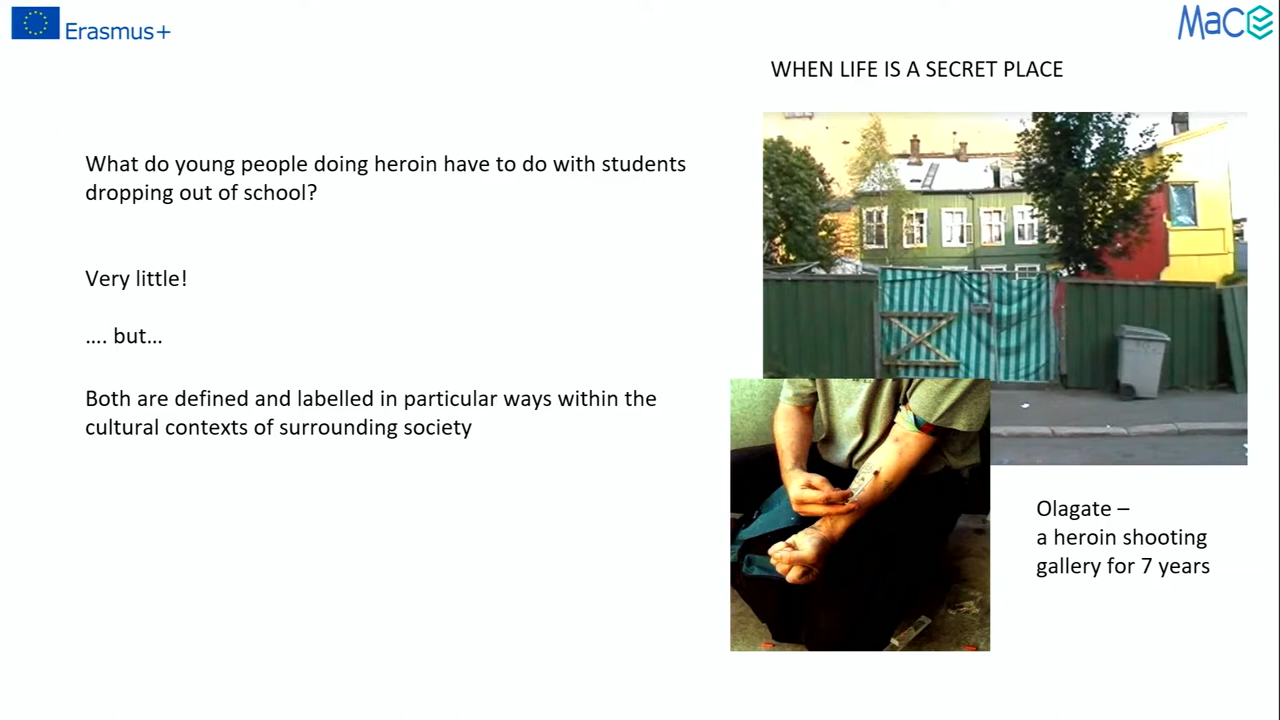 Erasmus+
MaCE
WHEN LIFE IS A SECRET PLACE
What do young people doing heroin have to do with students
dropping out of school?
Very little!
.... but...
Both are defined and labelled in particular ways within the
cultural contexts of surrounding society
Olagate –
a heroin shooting
gallery for 7 years